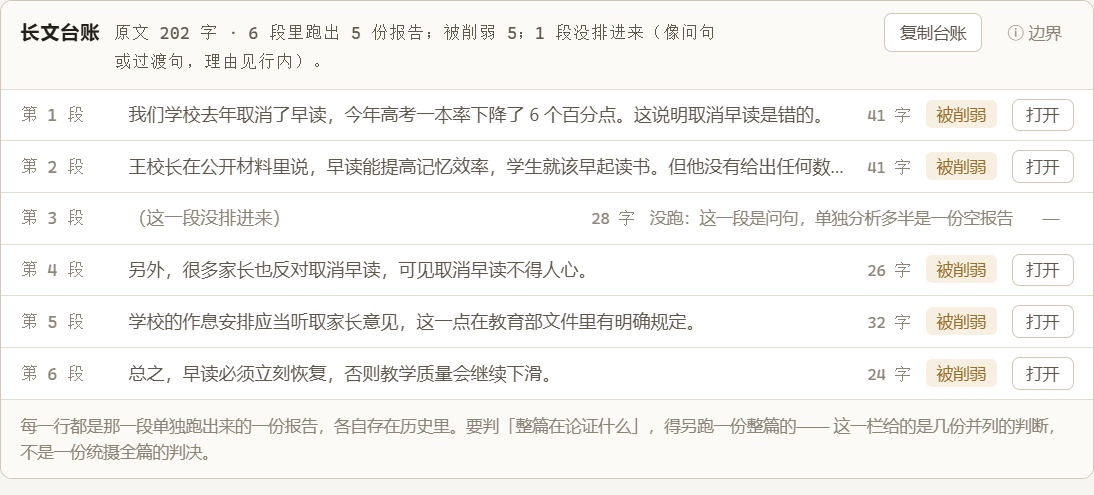 长文台账 原文 202 字 · 6 段里跑出 5 份报告；被削弱 5；1 段没排进来（像问句
或过渡句，理由见行内）。 复制台账 ⓘ 边界
第 1 段 我们学校去年取消了早读，今年高考一本率下降了 6 个百分点。这说明取消早读是错的。 41 字 被削弱 打开
第 2 段 王校长在公开材料里说，早读能提高记忆效率，学生就该早起读书。但他没有给出任何数... 41 字 被削弱 打开
第 3 段 （这一段没排进来） 28 字 没跑：这一段是问句，单独分析多半是一份空报告 —
第 4 段 另外，很多家长也反对取消早读，可见取消早读不得人心。 26 字 被削弱 打开
第 5 段 学校的作息安排应当听取家长意见，这一点在教育部文件里有明确规定。 32 字 被削弱 打开
第 6 段 总之，早读必须立刻恢复，否则教学质量会继续下滑。 24 字 被削弱 打开
每一行都是那一段单独跑出来的一份报告，各自存在历史里。要判「整篇在论证什么」，得另跑一份整篇的—— 这一栏给的是几份并列的判断，
不是一份统摄全篇的判决。